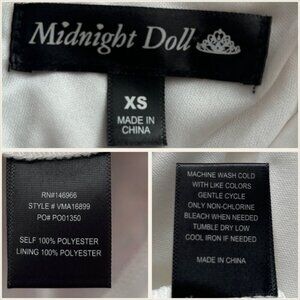 Midnight Doll
XS
MADE IN
CHINA
RN#146966
STYLE # VMA16899
PO# PO01350
SELF 100% POLYESTER
LINING 100% POLYESTER
MACHINE WASH COLD
WITH LIKE COLORS
GENTLE CYCLE
ONLY NON-CLORINE
BLEACH WHEN NEEDED
TUMBLE DRY LOW
COOL IRON IF NEEDED
MADE IN CHINA